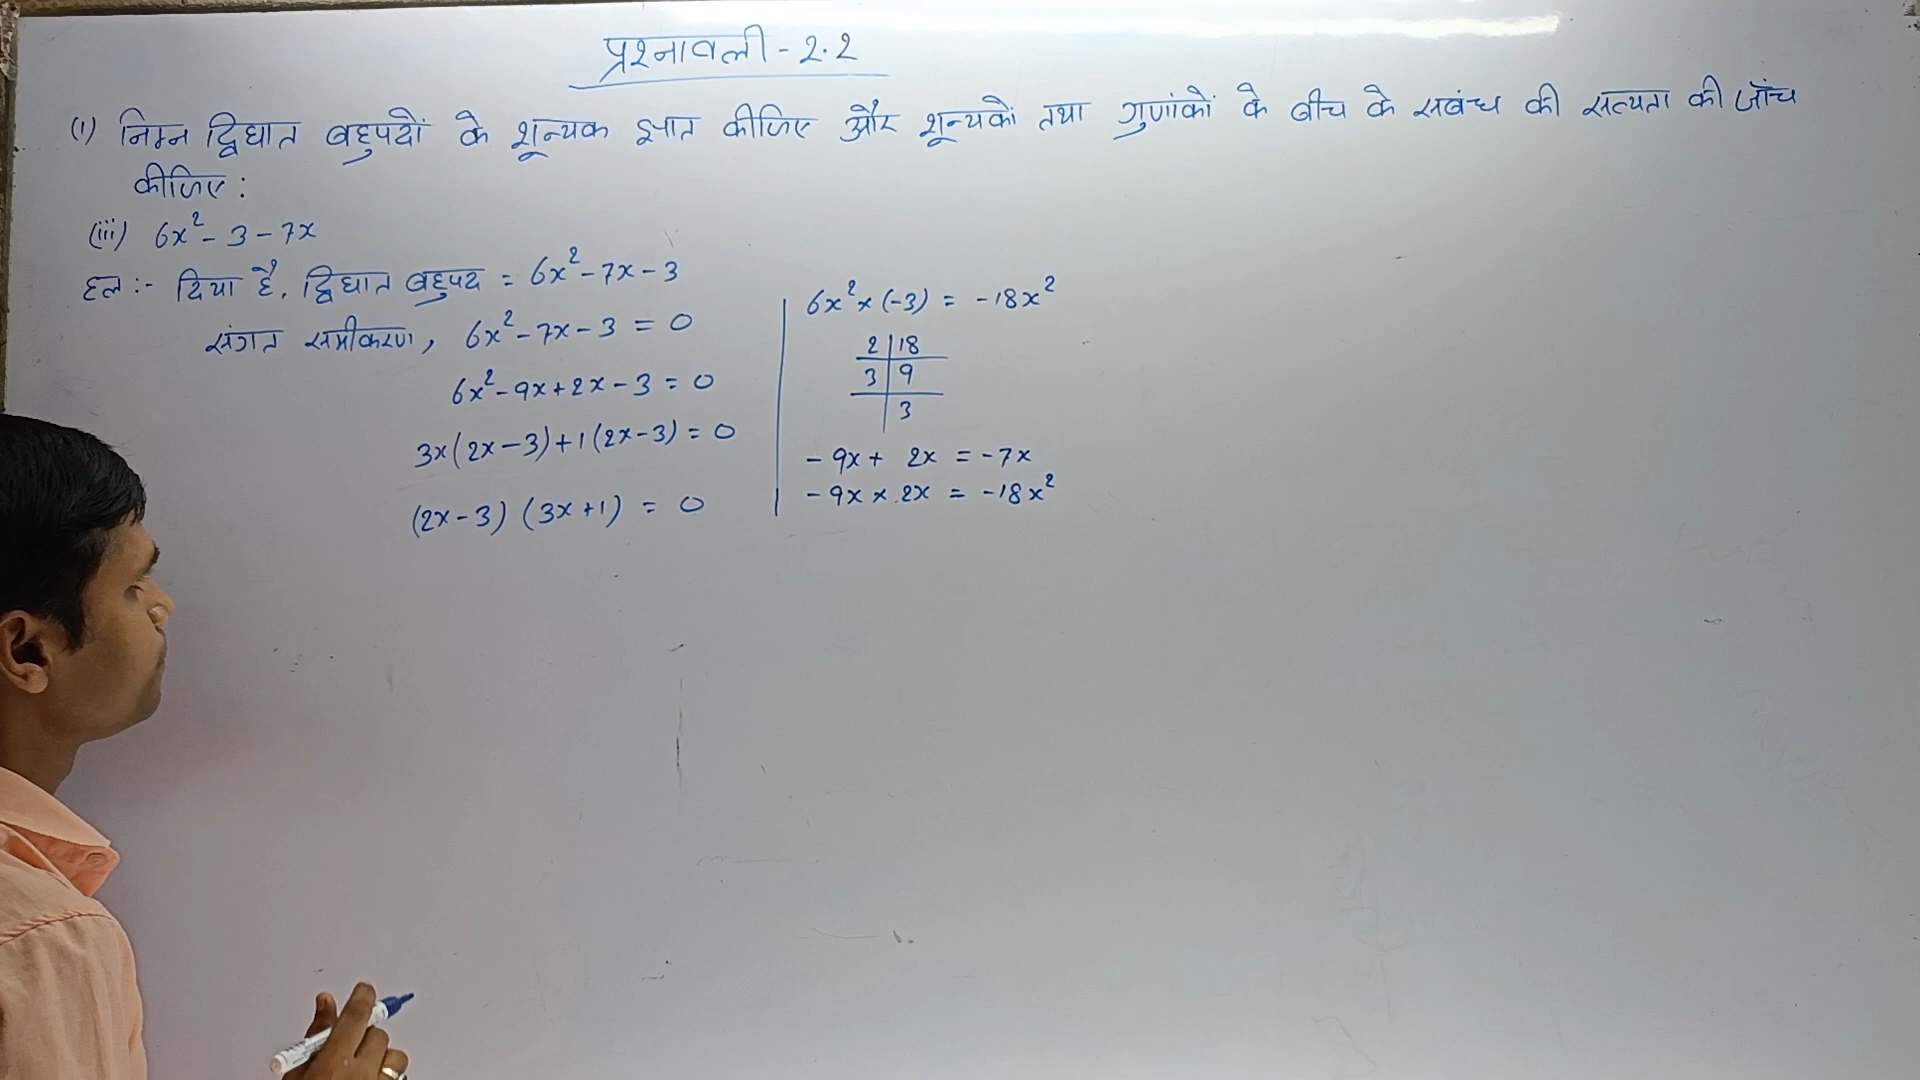 प्रश्नावली - 2.2
(1) निम्न द्विघात बहुपदों के शून्यक ज्ञात कीजिए और शून्यकों तथा गुणांकों के बीच के सबंध की सत्यता की जाँच
कीजिए :
(iii) 6x² - 3 - 7x
हल :- दिया है, द्विघात बहुपद = 6x² - 7x - 3
संगत समीकरण, 6x² - 7x - 3 = 0
6x² - 9x + 2x - 3 = 0
3x(2x - 3) + 1(2x - 3) = 0
(2x - 3) (3x + 1) = 0
6x² × (-3) = -18x²
2 | 18
3 | 9
| 3
- 9x + 2x = -7x
- 9x × 2x = -18x²